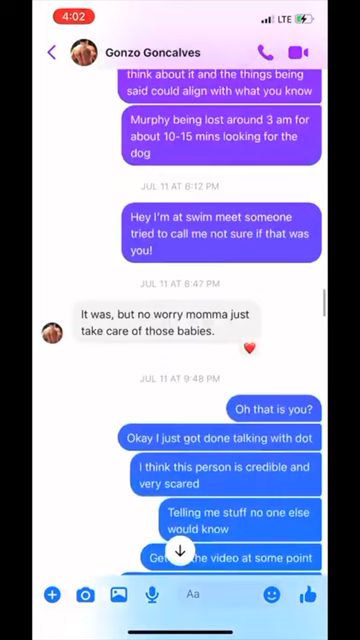 4:02
LTE
Gonzo Goncalves
think about it and the things being
said could align with what you know
Murphy being lost around 3 am for
about 10-15 mins looking for the
dog
JUL 11 AT 6:12 PM
Hey I'm at swim meet someone
tried to call me not sure if that was
you!
JUL 11 AT 6:47 PM
It was, but no worry momma just
take care of those babies.
JUL 11 AT 9:48 PM
Oh that is you?
Okay I just got done talking with dot
I think this person is credible and
very scared
Telling me stuff no one else
would know
the video at some point
Aa